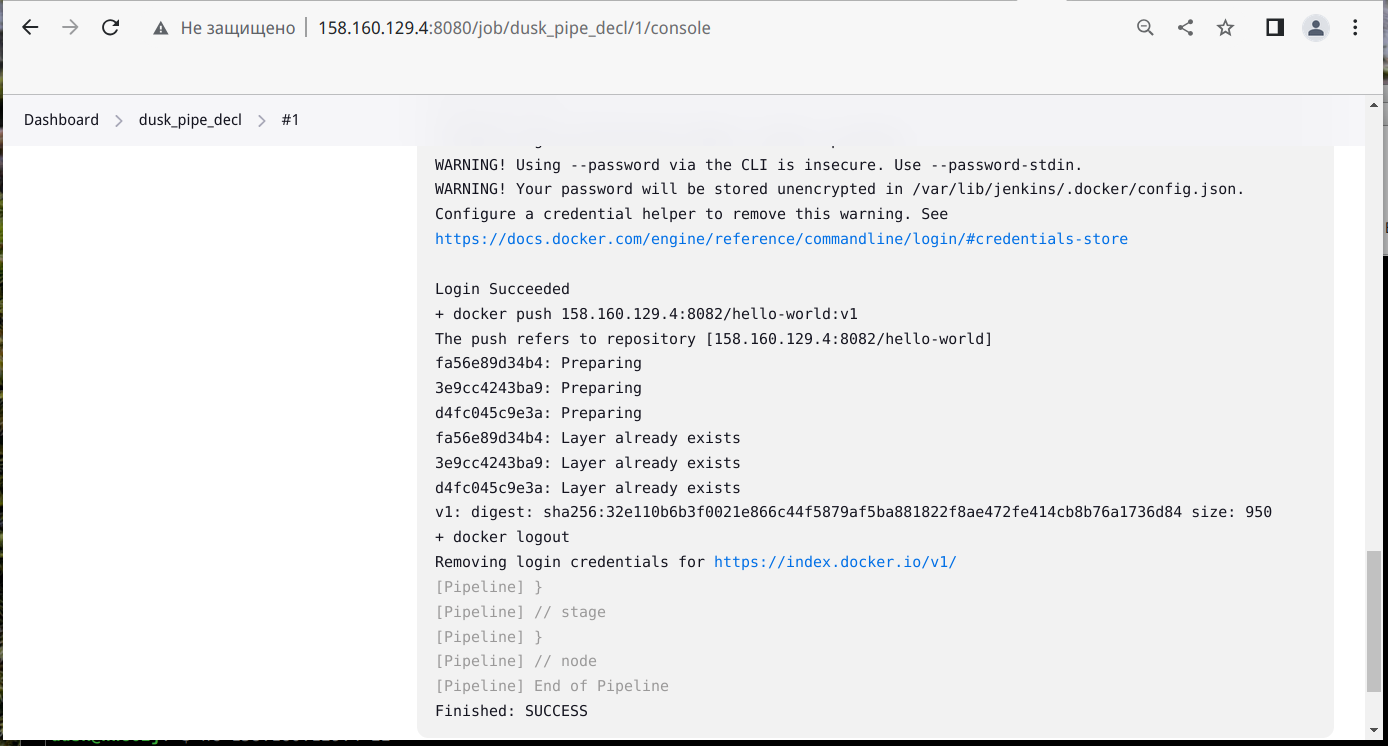 Не защищено | 158.160.129.4:8080/job/dusk_pipe_decl/1/console
Dashboard > dusk_pipe_decl > #1
WARNING! Using --password via the CLI is insecure. Use --password-stdin.
WARNING! Your password will be stored unencrypted in /var/lib/jenkins/.docker/config.json.
Configure a credential helper to remove this warning. See
https://docs.docker.com/engine/reference/commandline/login/#credentials-store
Login Succeeded
+ docker push 158.160.129.4:8082/hello-world:v1
The push refers to repository [158.160.129.4:8082/hello-world]
fa56e89d34b4: Preparing
3e9cc4243ba9: Preparing
d4fc045c9e3a: Preparing
fa56e89d34b4: Layer already exists
3e9cc4243ba9: Layer already exists
d4fc045c9e3a: Layer already exists
v1: digest: sha256:32e110b6b3f0021e866c44f5879af5ba881822f8ae472fe414cb8b76a1736d84 size: 950
+ docker logout
Removing login credentials for https://index.docker.io/v1/
[Pipeline] }
[Pipeline] // stage
[Pipeline] }
[Pipeline] // node
[Pipeline] End of Pipeline
Finished: SUCCESS